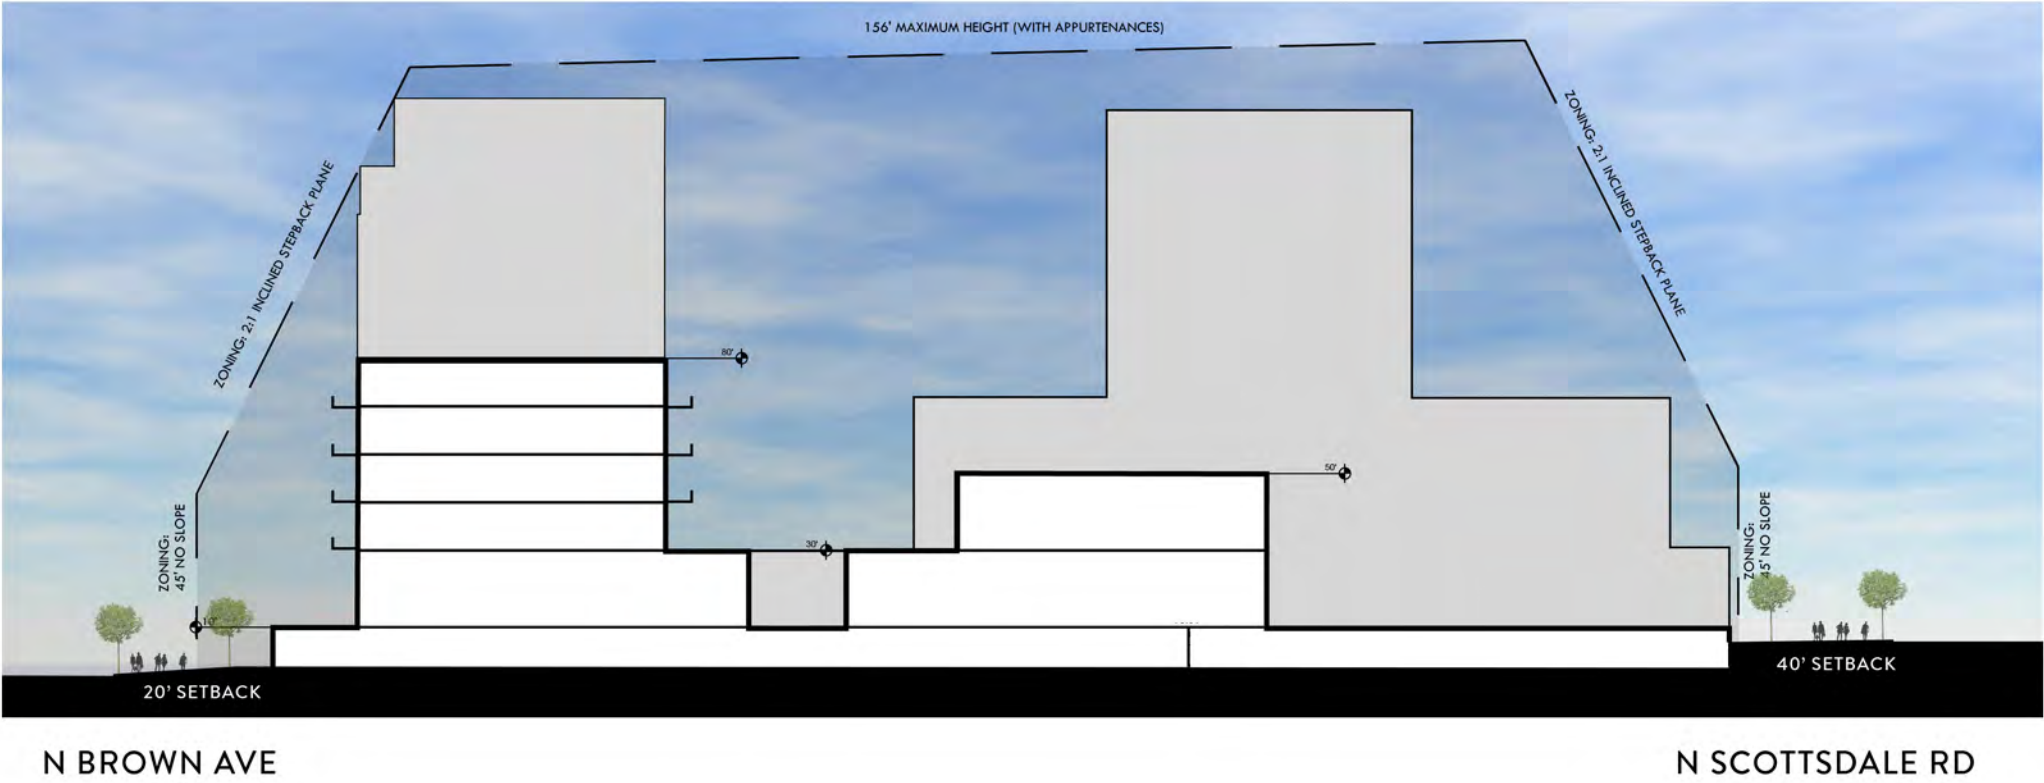 156' MAXIMUM HEIGHT (WITH APPURTENANCES)
ZONING: 2:1 INCLINED STEPBACK PLANE
ZONING: 2:1 INCLINED STEPBACK PLANE
80'
50'
30'
ZONING:
45' NO SLOPE
ZONING:
45' NO SLOPE
10'
20' SETBACK
40' SETBACK
N BROWN AVE
N SCOTTSDALE RD